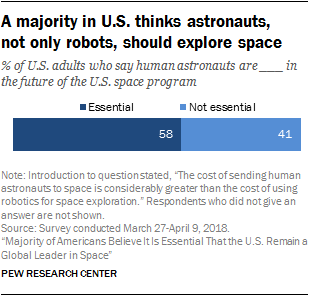 A majority in U.S. thinks astronauts,
not only robots, should explore space
% of U.S. adults who say human astronauts are ___ in
the future of the U.S. space program
Essential Not essential
58 41
Note: Introduction to question stated, “The cost of sending human
astronauts to space is considerably greater than the cost of using
robotics for space exploration.” Respondents who did not give an
answer are not shown.
Source: Survey conducted March 27-April 9, 2018.
“Majority of Americans Believe It Is Essential That the U.S. Remain a
Global Leader in Space”
PEW RESEARCH CENTER